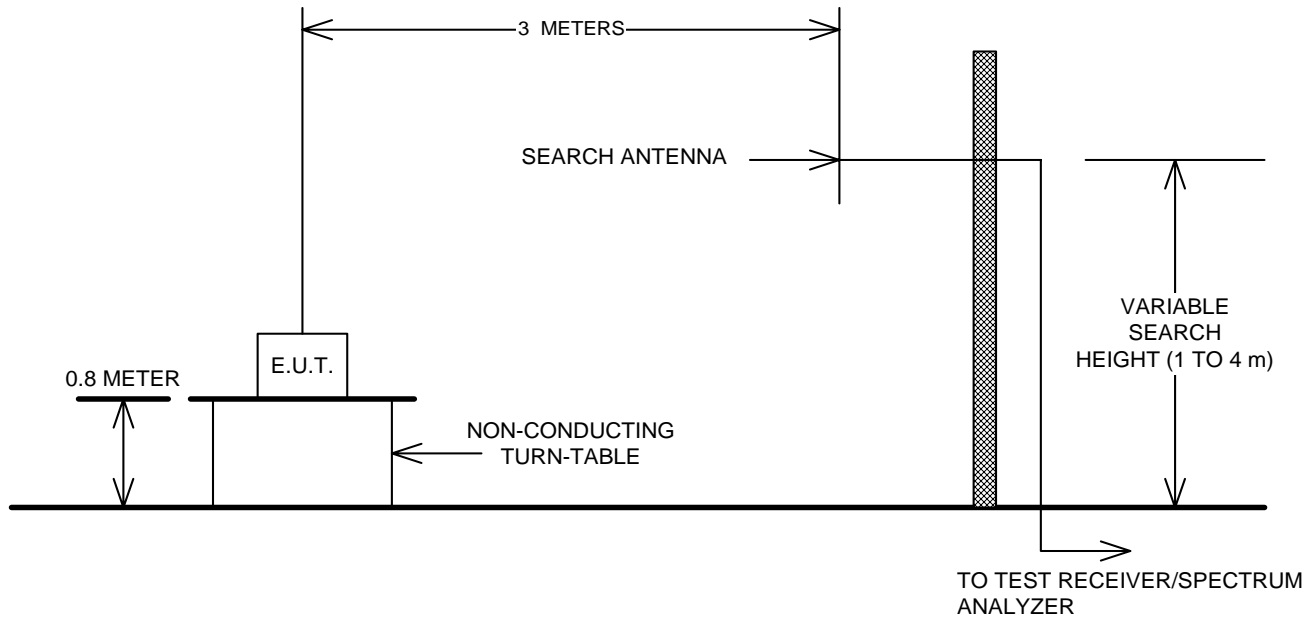 3 METERS
SEARCH ANTENNA
VARIABLE
SEARCH
HEIGHT (1 TO 4 m)
E.U.T.
0.8 METER
NON-CONDUCTING
TURN-TABLE
TO TEST RECEIVER/SPECTRUM
ANALYZER